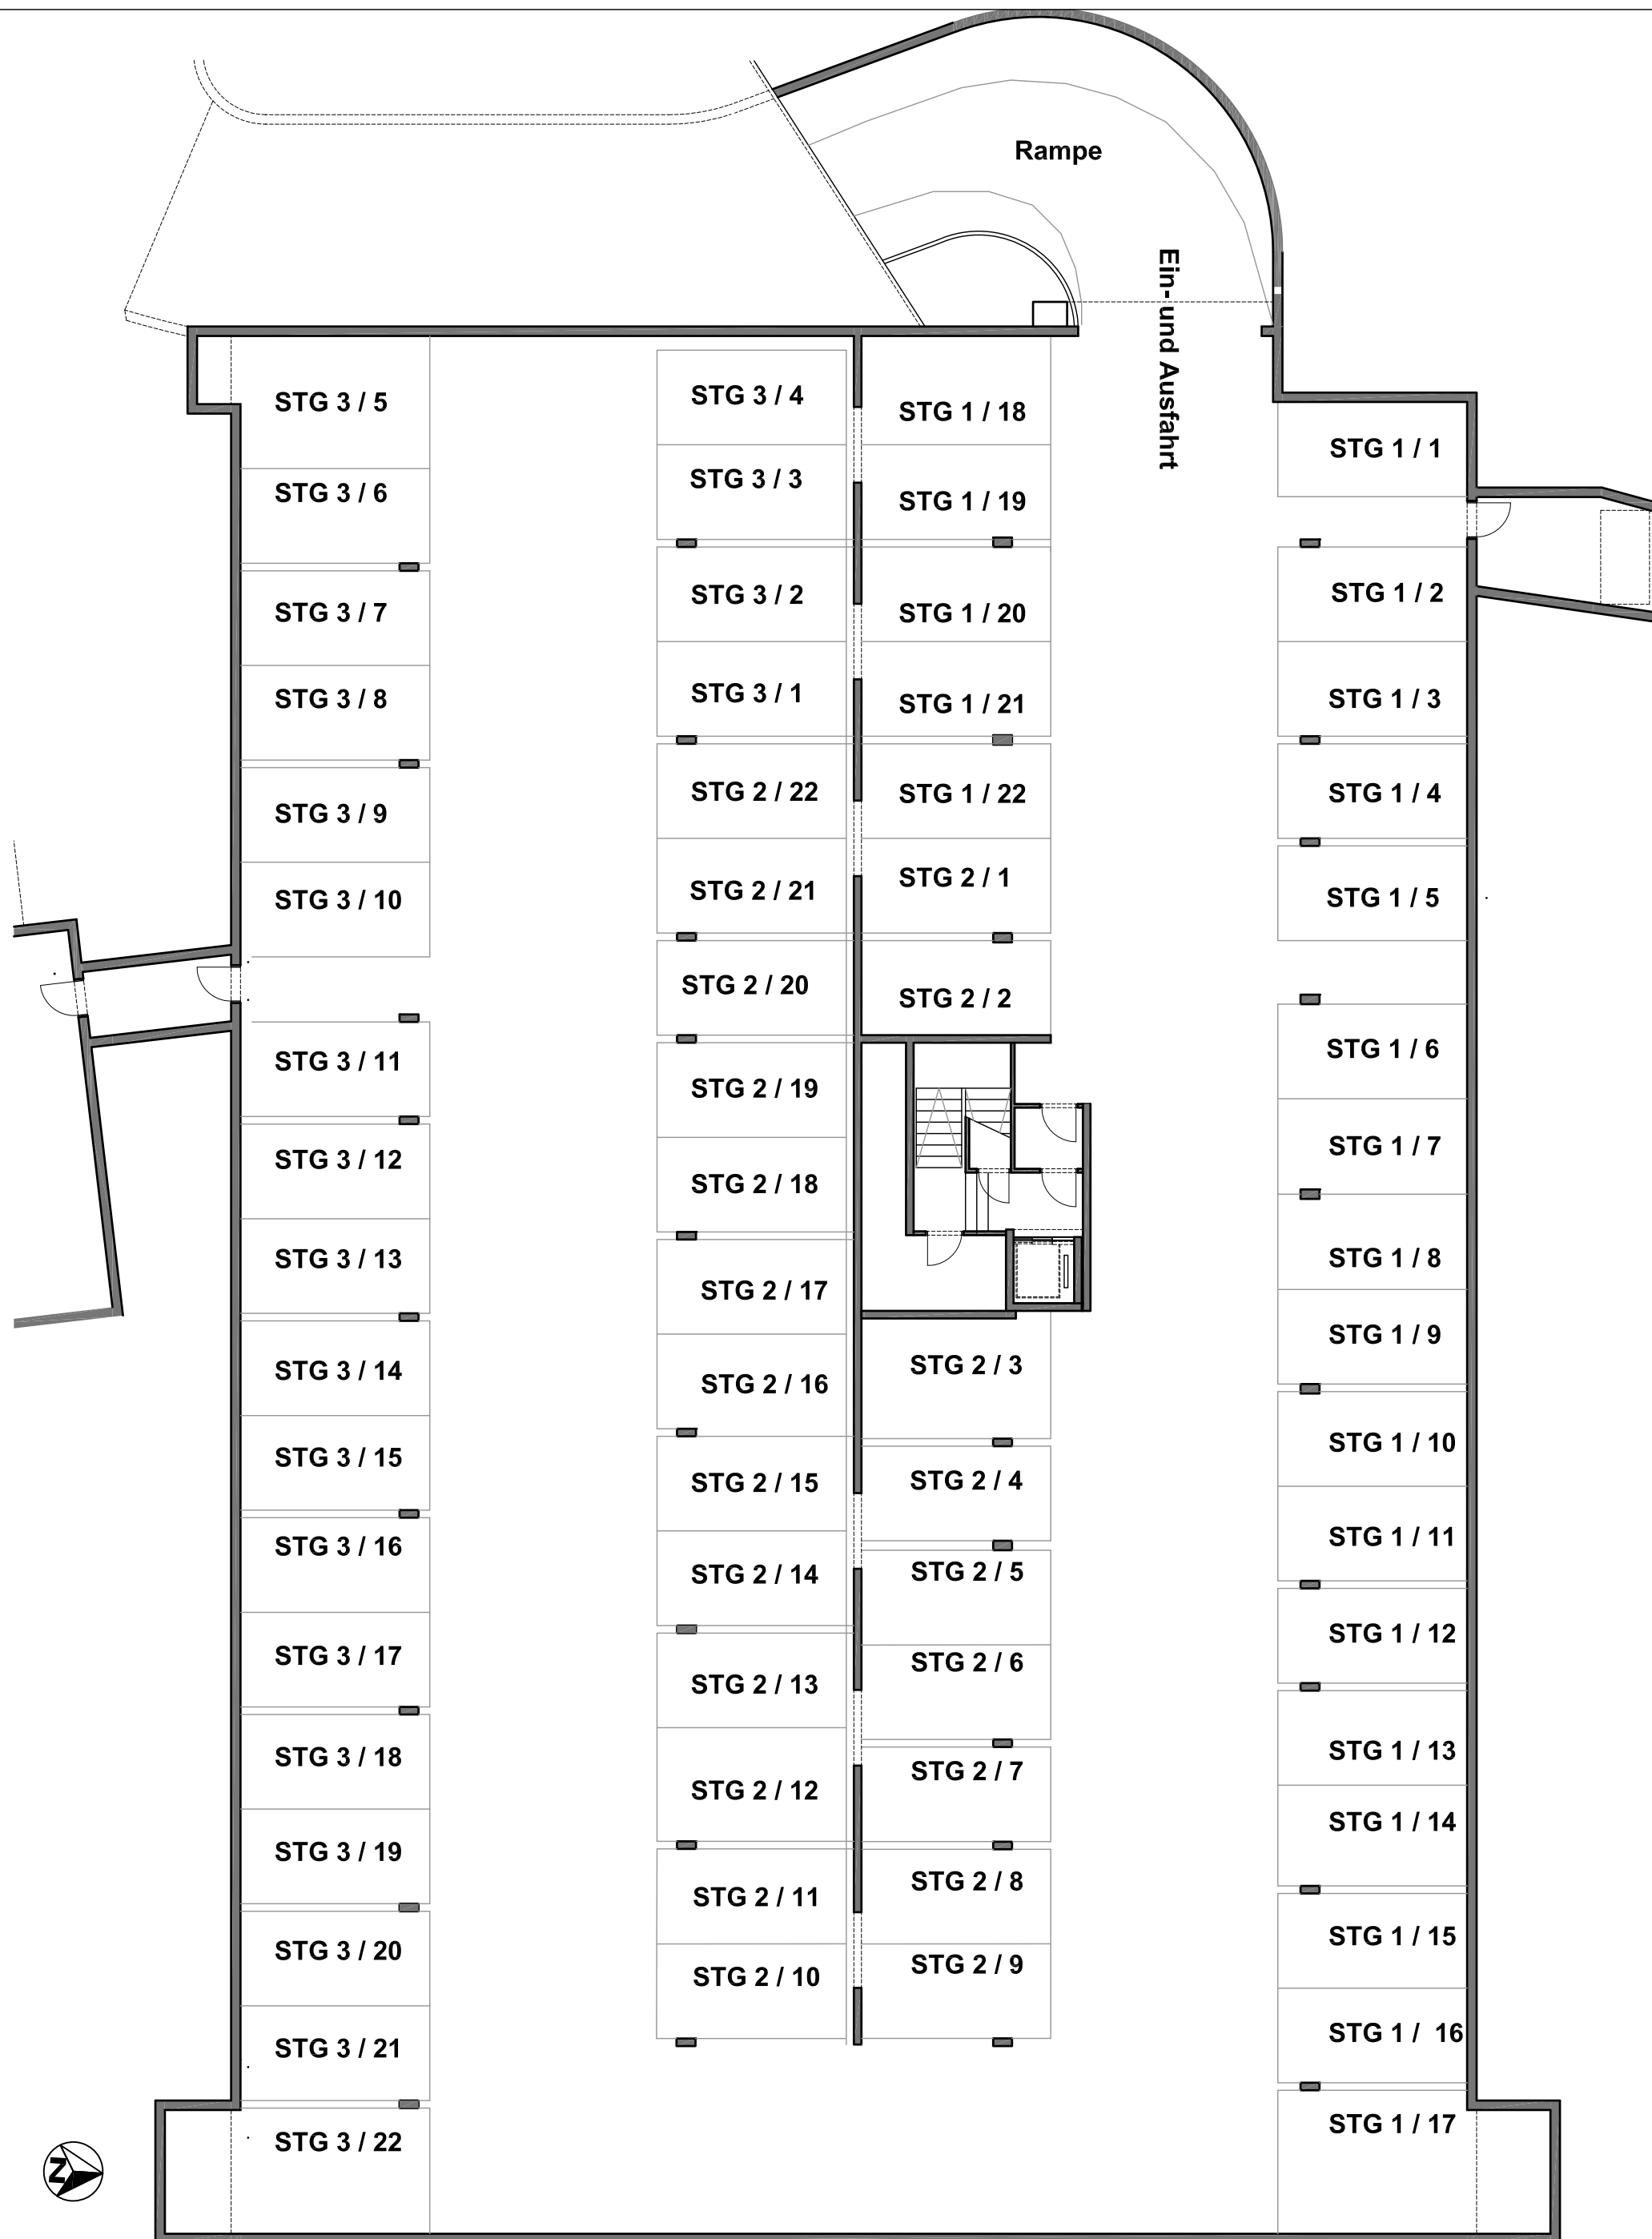 Rampe
Ein- und Ausfahrt
STG 3 / 5
STG 3 / 6
STG 3 / 7
STG 3 / 8
STG 3 / 9
STG 3 / 10
STG 3 / 11
STG 3 / 12
STG 3 / 13
STG 3 / 14
STG 3 / 15
STG 3 / 16
STG 3 / 17
STG 3 / 18
STG 3 / 19
STG 3 / 20
STG 3 / 21
STG 3 / 22
STG 3 / 4
STG 3 / 3
STG 3 / 2
STG 3 / 1
STG 2 / 22
STG 2 / 21
STG 2 / 20
STG 2 / 19
STG 2 / 18
STG 2 / 17
STG 2 / 16
STG 2 / 15
STG 2 / 14
STG 2 / 13
STG 2 / 12
STG 2 / 11
STG 2 / 10
STG 1 / 18
STG 1 / 19
STG 1 / 20
STG 1 / 21
STG 1 / 22
STG 2 / 1
STG 2 / 2
STG 2 / 3
STG 2 / 4
STG 2 / 5
STG 2 / 6
STG 2 / 7
STG 2 / 8
STG 2 / 9
STG 1 / 1
STG 1 / 2
STG 1 / 3
STG 1 / 4
STG 1 / 5
STG 1 / 6
STG 1 / 7
STG 1 / 8
STG 1 / 9
STG 1 / 10
STG 1 / 11
STG 1 / 12
STG 1 / 13
STG 1 / 14
STG 1 / 15
STG 1 /  16
STG 1 / 17
N